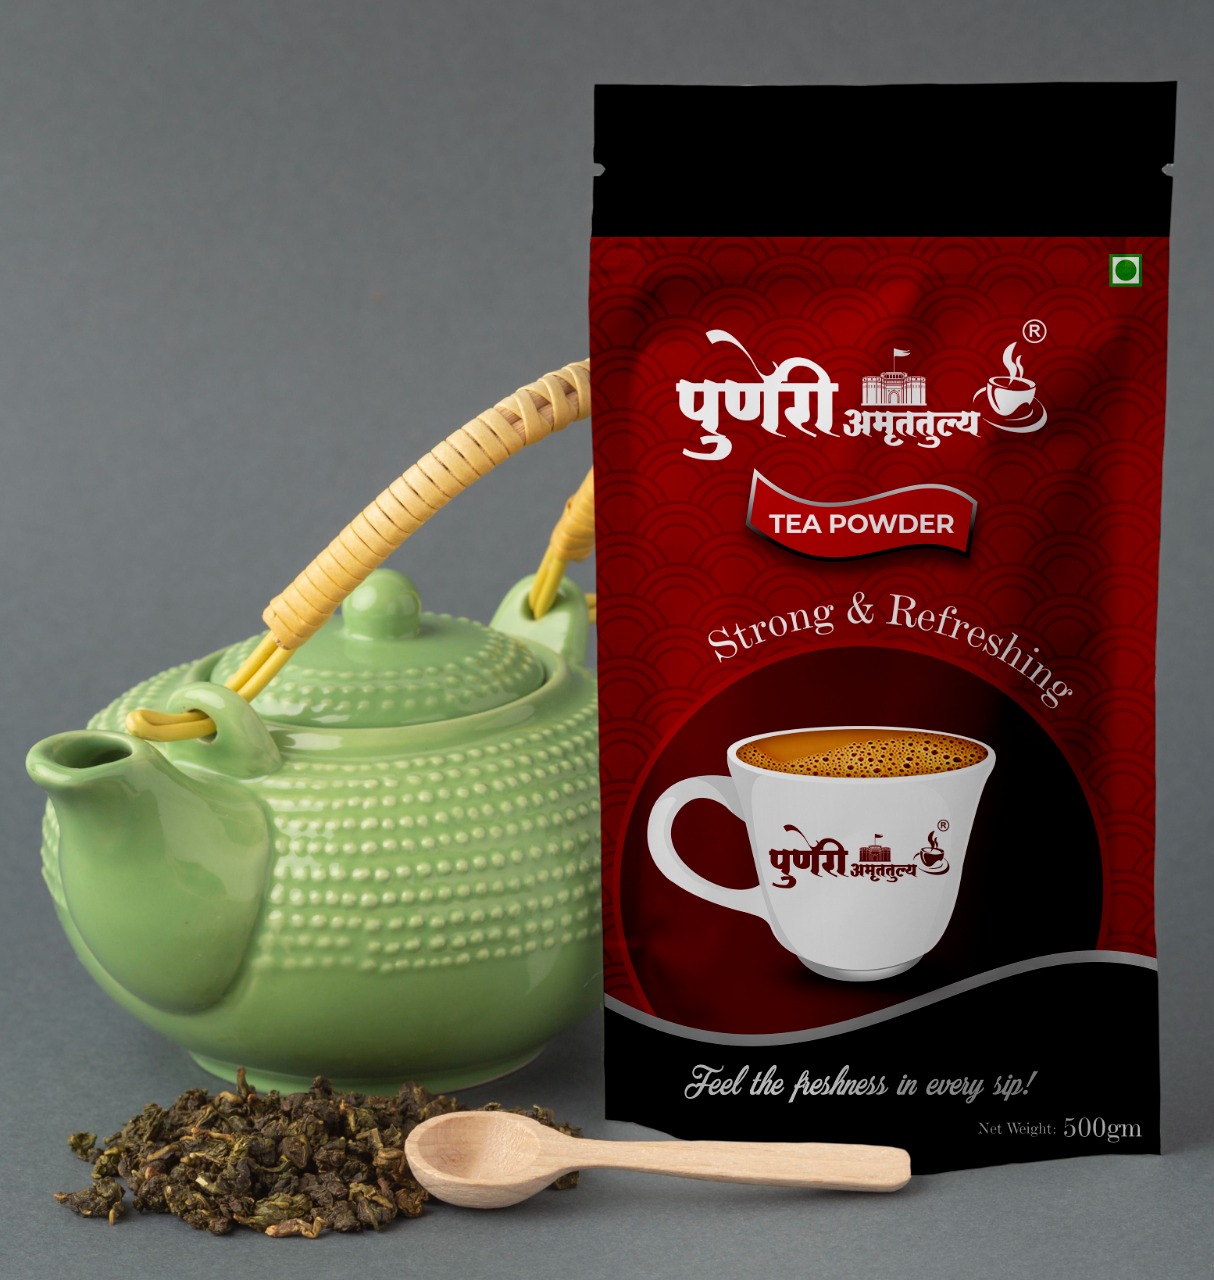 पुणेरी अमृततुल्य ®
TEA POWDER
Strong & Refreshing
पुणेरी अमृततुल्य ®
Feel the freshness in every sip!
Net Weight: 500gm